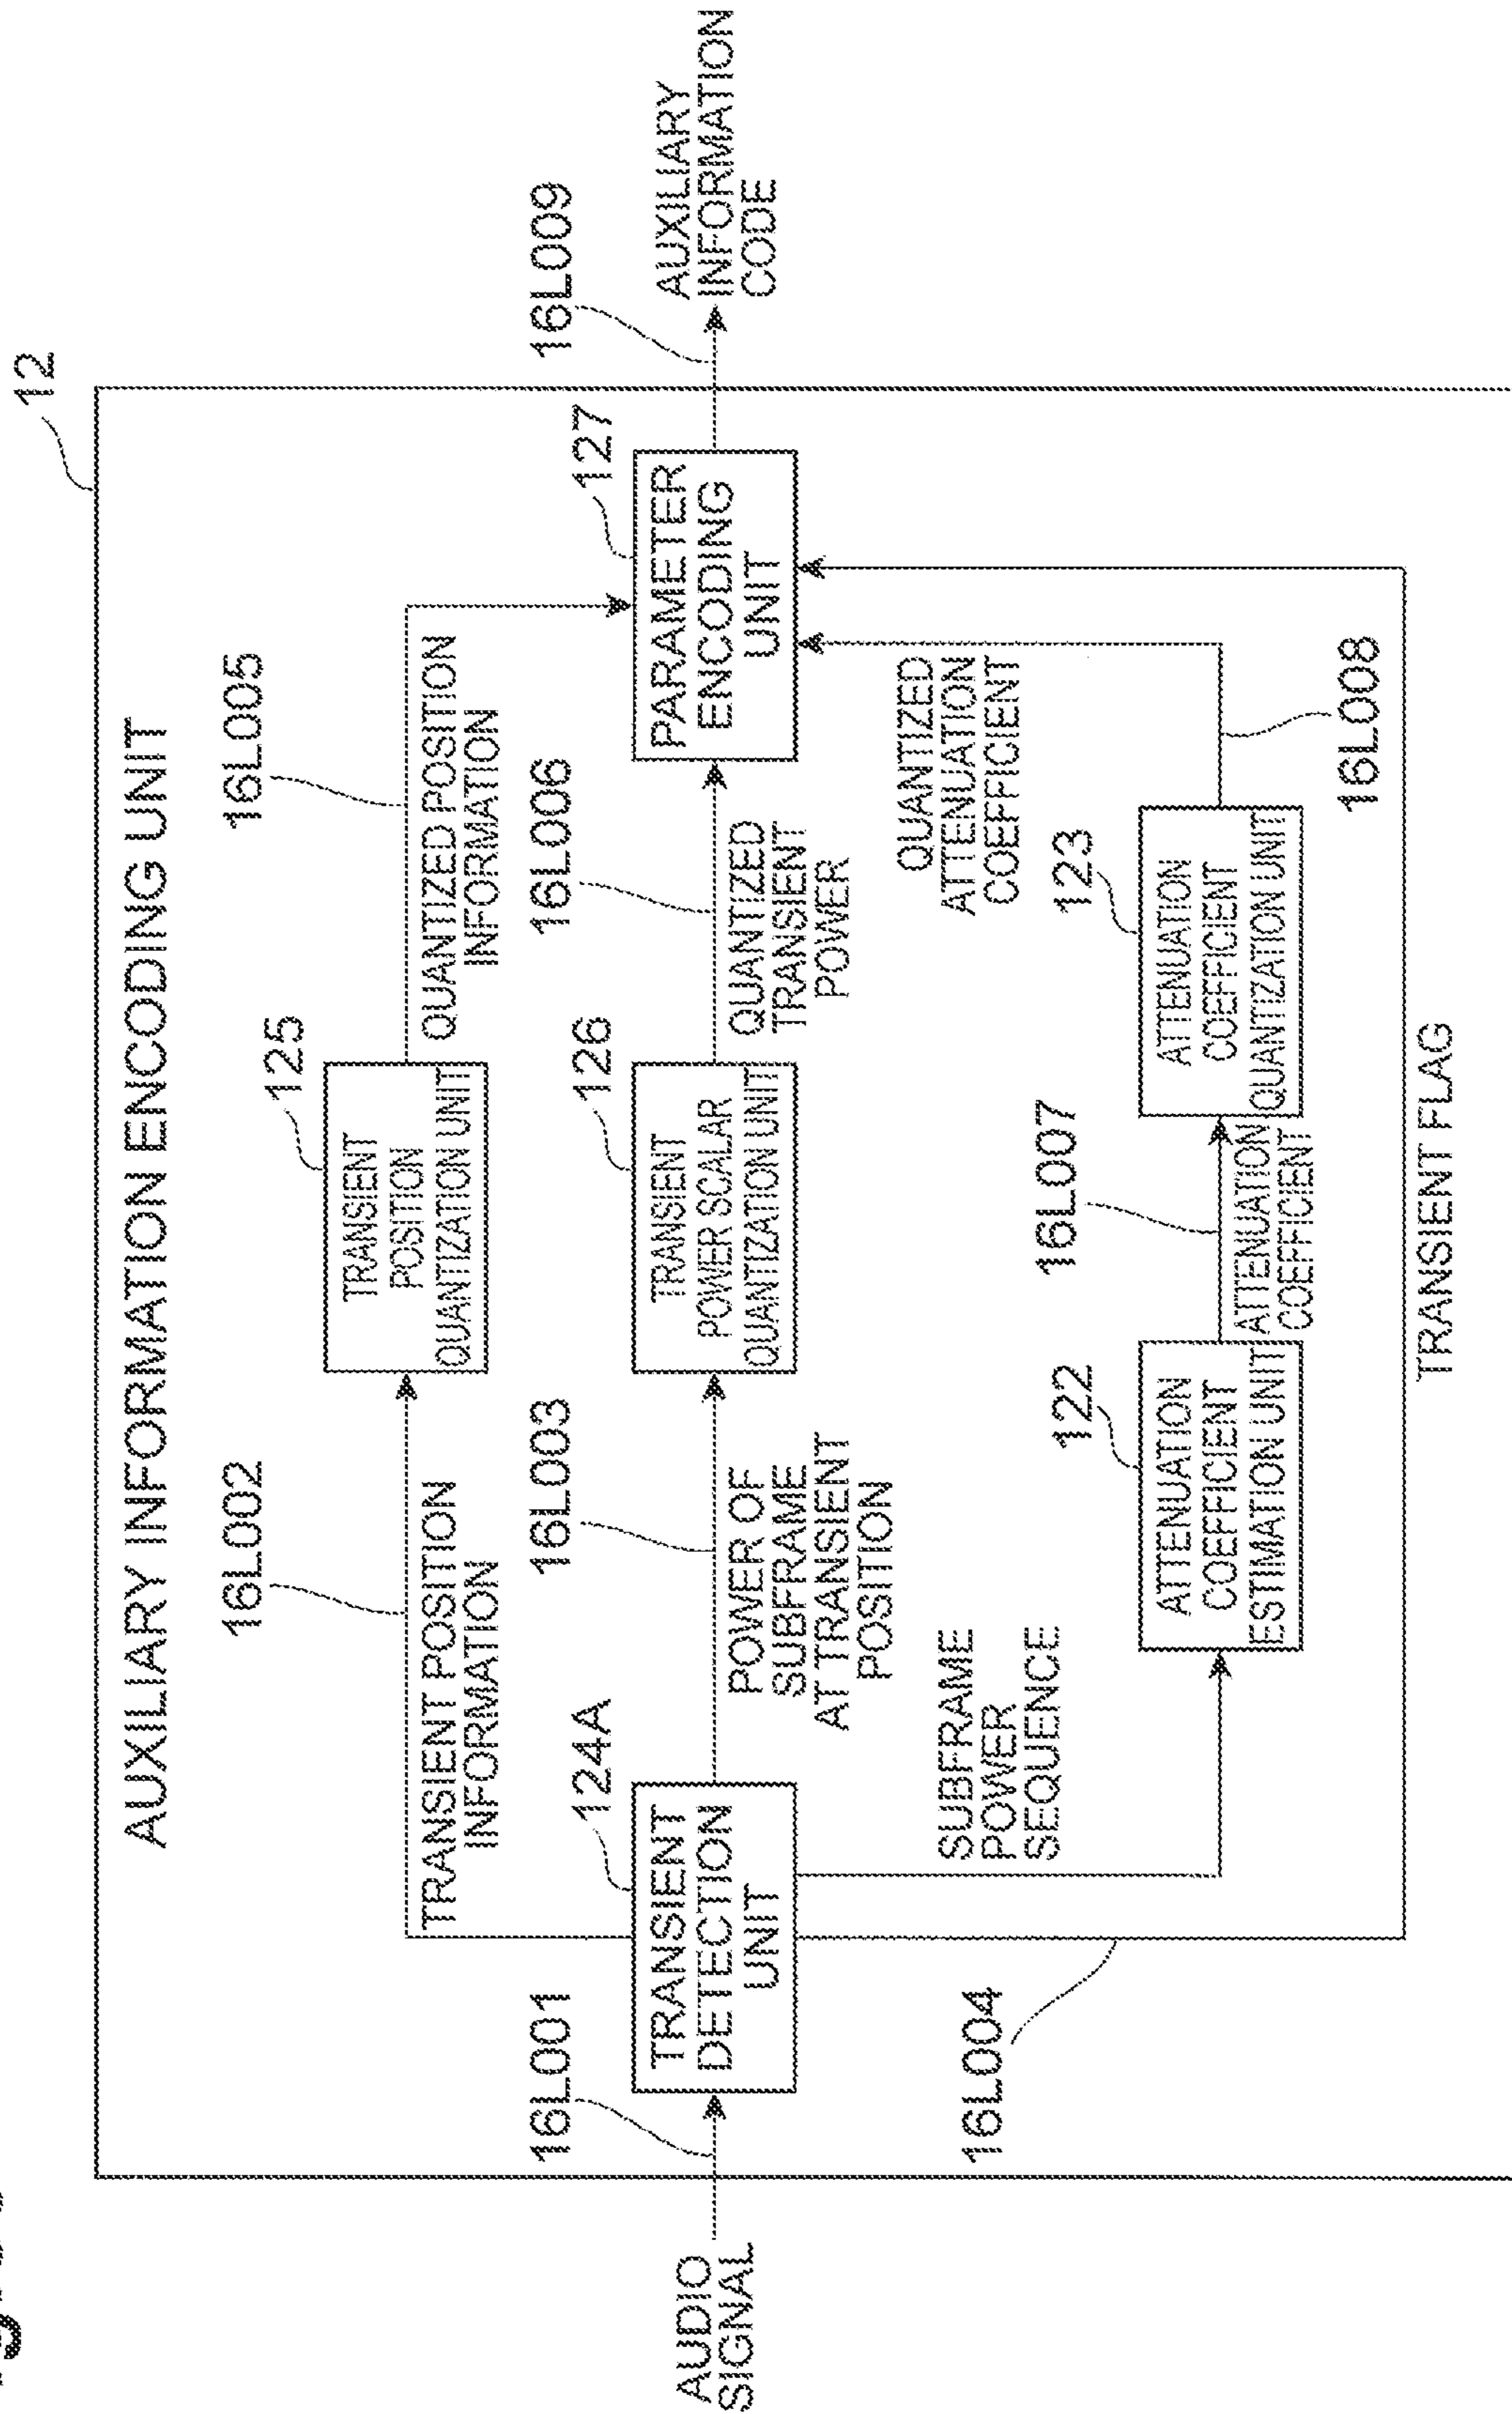 12
AUXILIARY INFORMATION ENCODING UNIT
16L002
TRANSIENT POSITION
INFORMATION
125
TRANSIENT
POSITION
QUANTIZATION UNIT
16L005
QUANTIZED POSITION
INFORMATION
AUDIO
SIGNAL
16L001
124A
TRANSIENT
DETECTION
UNIT
16L003
POWER OF
SUBFRAME
AT TRANSIENT
POSITION
126
TRANSIENT
POWER SCALAR
QUANTIZATION UNIT
16L006
QUANTIZED
TRANSIENT
POWER
127
PARAMETER
ENCODING
UNIT
16L009
AUXILIARY
INFORMATION
CODE
SUBFRAME
POWER
SEQUENCE
122
ATTENUATION
COEFFICIENT
ESTIMATION UNIT
16L007
ATTENUATION
COEFFICIENT
123
ATTENUATION
COEFFICIENT
QUANTIZATION UNIT
QUANTIZED
ATTENUATION
COEFFICIENT
16L008
16L004
TRANSIENT FLAG